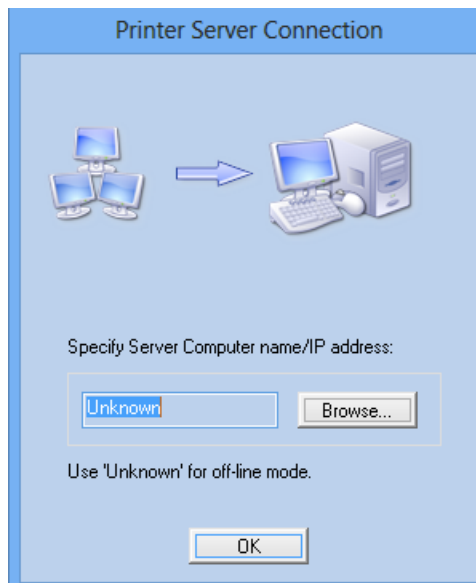 Printer Server Connection
Specify Server Computer name/IP address:
Unknown
Browse...
Use 'Unknown' for off-line mode.
OK